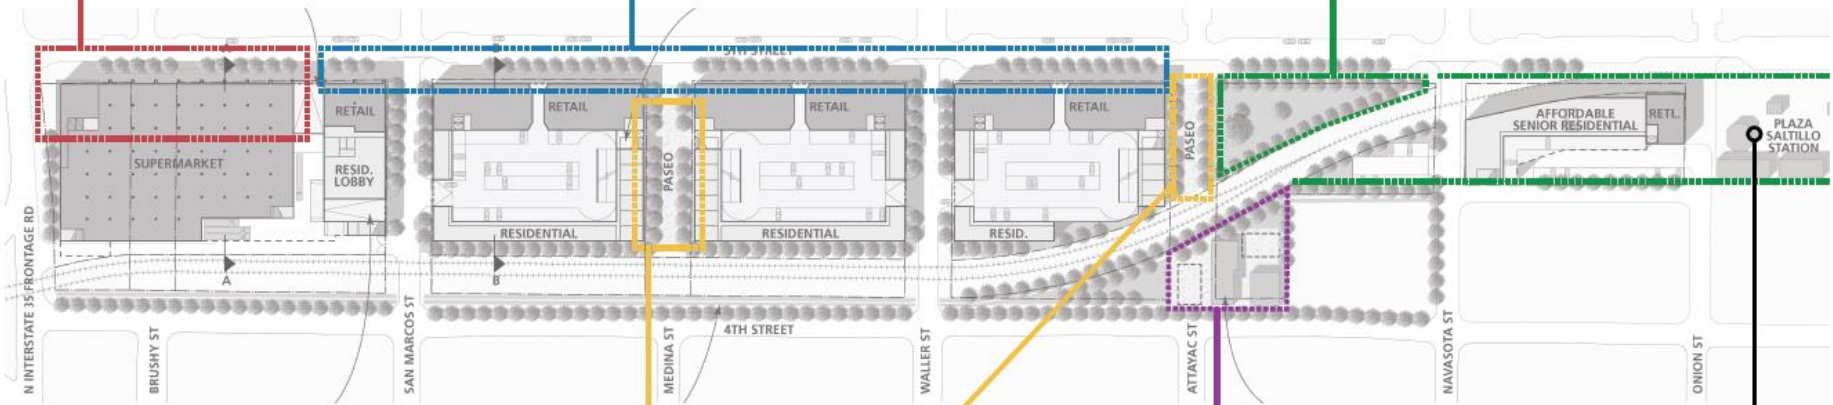 5TH STREET
RETAIL
RETAIL
RETAIL
RETAIL
SUPERMARKET
RESID.
LOBBY
PASEO
PASEO
AFFORDABLE
SENIOR RESIDENTIAL
RETL.
PLAZA
SALTILLO
STATION
RESIDENTIAL
RESIDENTIAL
RESID.
A
B
4TH STREET
N INTERSTATE 35 FRONTAGE RD
BRUSHY ST
SAN MARCOS ST
MEDINA ST
WALLER ST
ATTAYAC ST
NAVASOTA ST
ONION ST